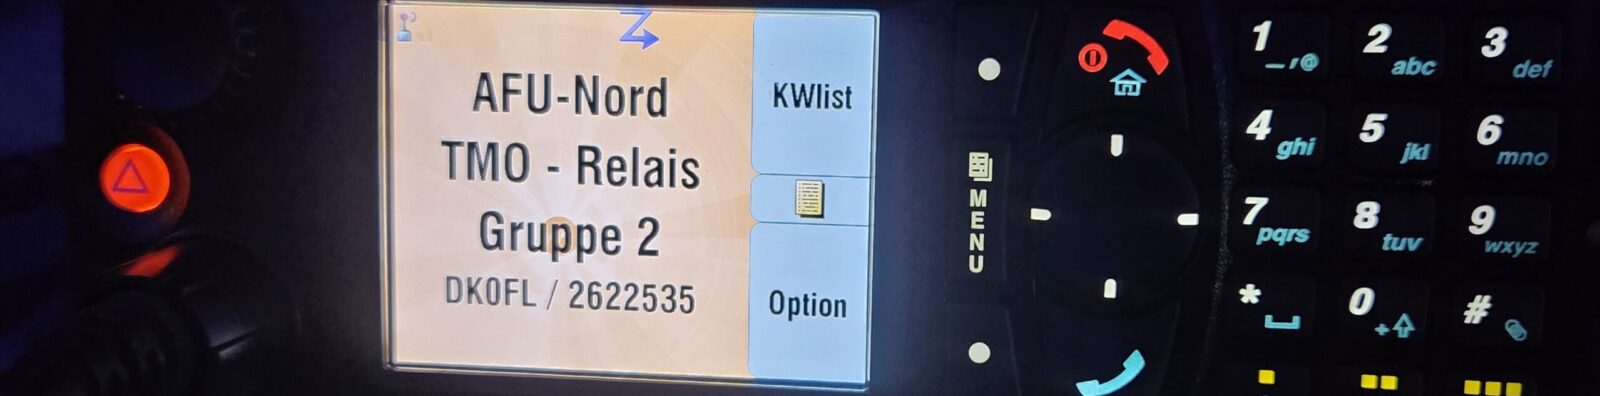 AFU-Nord
TMO - Relais
Gruppe 2
DK0FL / 2622535
KWlist
Option
MENU
1 _,@
2 abc
3 def
4 ghi
5 jkl
6 mno
7 pqrs
8 tuv
9 wxyz
*
0 +
#